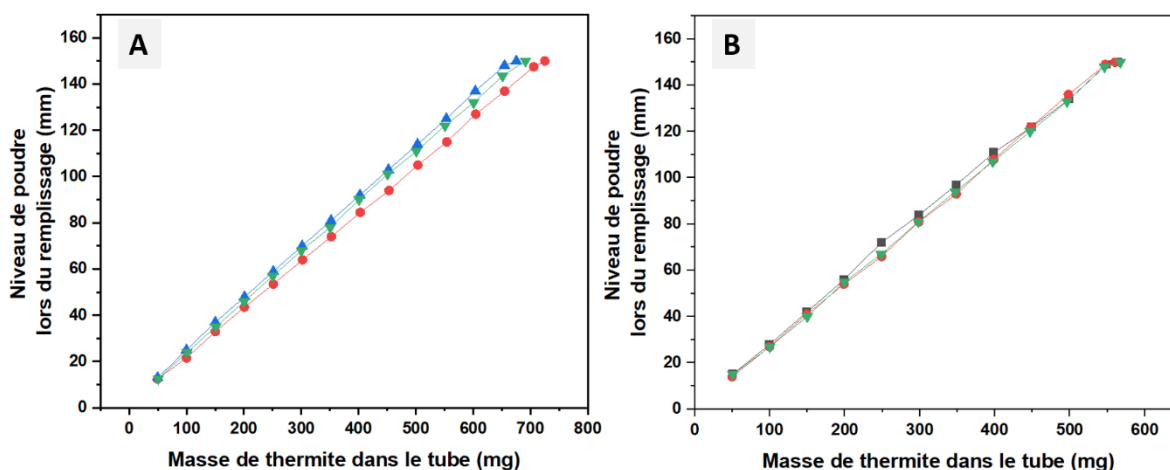 A
Niveau de poudre
lors du remplissage (mm)
160
140
120
100
80
60
40
20
0
0 100 200 300 400 500 600 700 800
Masse de thermite dans le tube (mg)
B
Niveau de poudre
lors du remplissage (mm)
160
140
120
100
80
60
40
20
0
0 100 200 300 400 500 600
Masse de thermite dans le tube (mg)